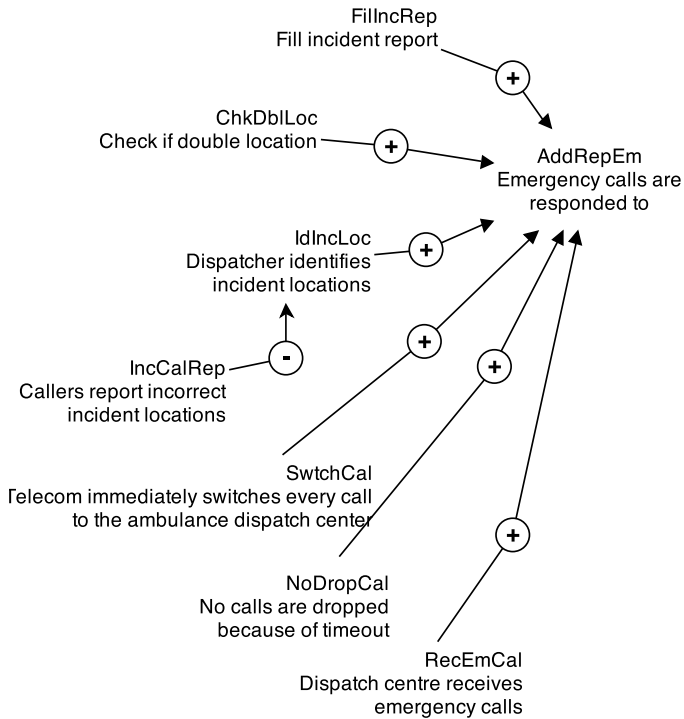 FillIncRep
Fill incident report
+
ChkDblLoc
Check if double location
+
AddRepEm
Emergency calls are
responded to
IdIncLoc
Dispatcher identifies
incident locations
+
IncCalRep
Callers report incorrect
incident locations
-
+
+
SwtchCal
Telecom immediately switches every call
to the ambulance dispatch center
+
NoDropCal
No calls are dropped
because of timeout
RecEmCal
Dispatch centre receives
emergency calls